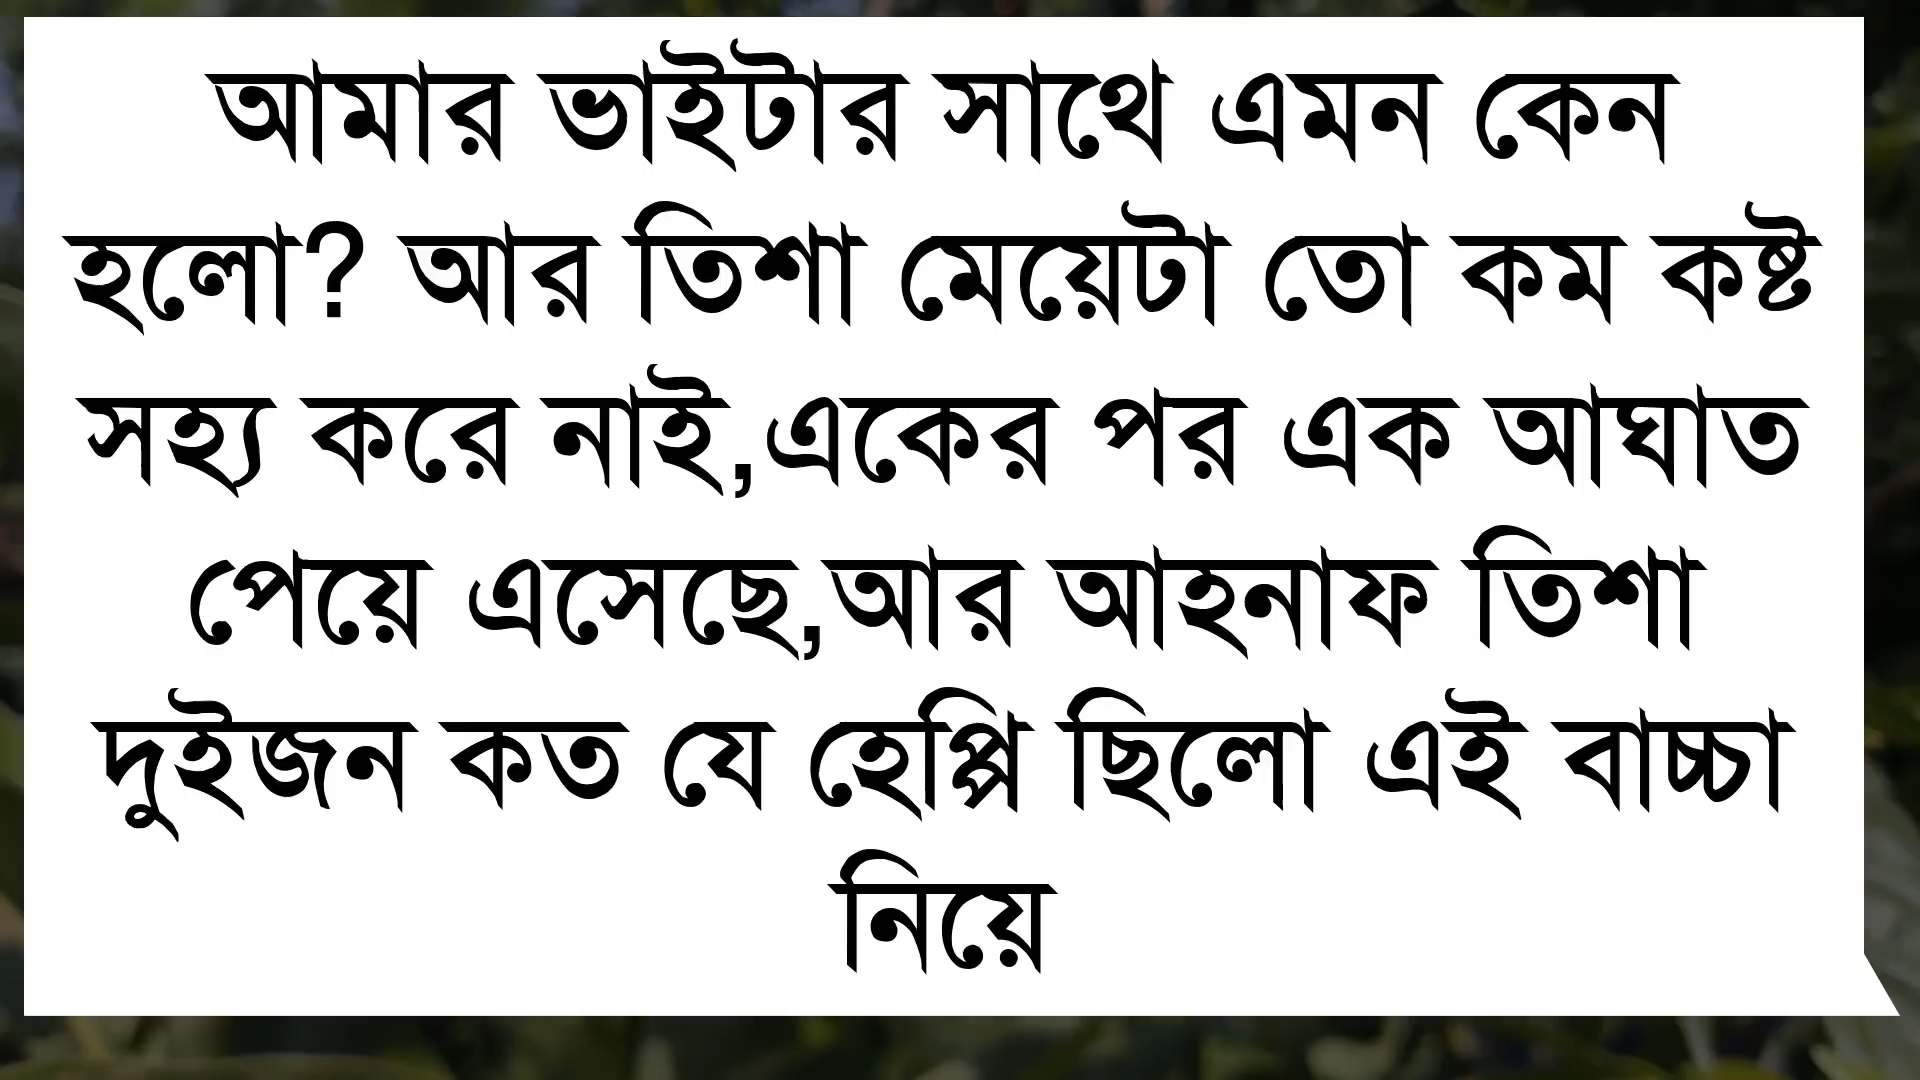 আমার ভাইটার সাথে এমন কেন
হলো? আর তিশা মেয়েটা তো কম কষ্ট
সহ্য করে নাই,একের পর এক আঘাত
পেয়ে এসেছে,আর আহনাফ তিশা
দুইজন কত যে হেপ্পি ছিলো এই বাচ্চা
নিয়ে